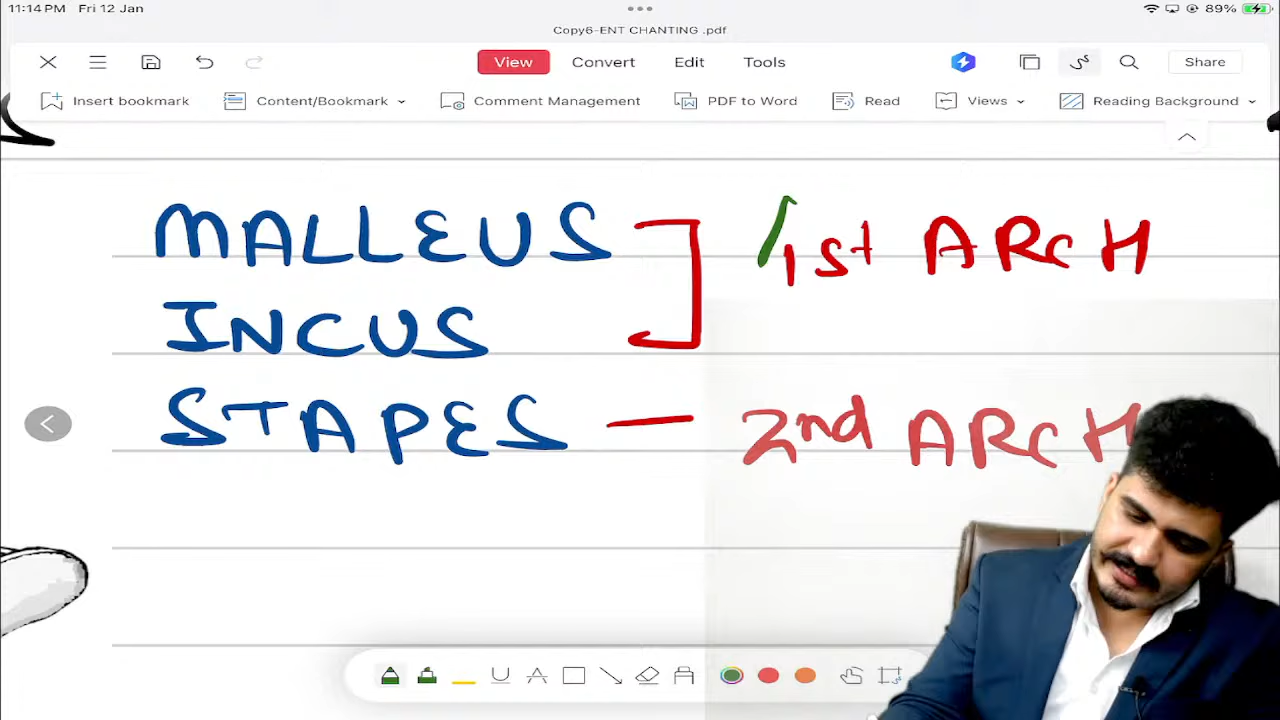 11:14 PM Fri 12 Jan 89%
Copy6-ENT CHANTING .pdf
View Convert Edit Tools Share
Insert bookmark Content/Bookmark Comment Management PDF to Word Read Views Reading Background
MALLEUS 1st ARCH
INCUS
STAPES — 2nd ARCH